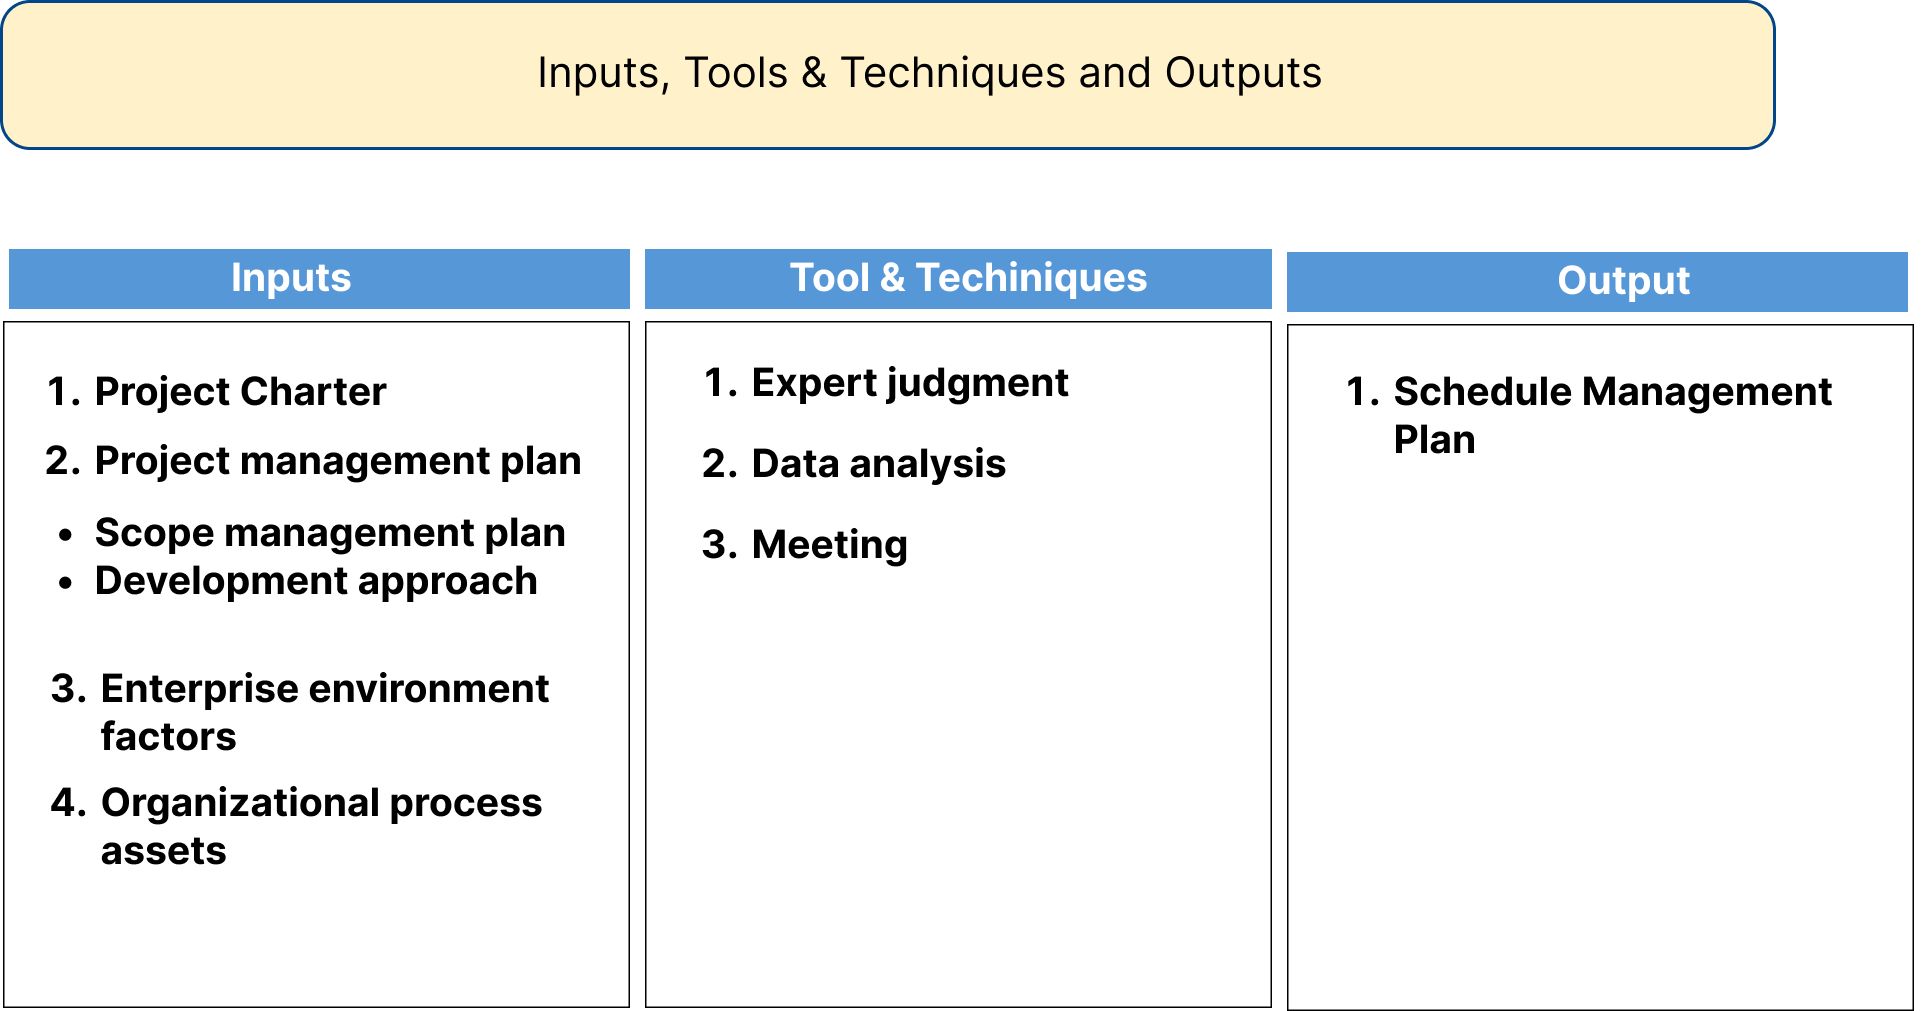 Inputs, Tools & Techniques and Outputs
Inputs
1. Project Charter
2. Project management plan
• Scope management plan
• Development approach
3. Enterprise environment
factors
4. Organizational process
assets
Tool & Techiniques
1. Expert judgment
2. Data analysis
3. Meeting
Output
1. Schedule Management
Plan